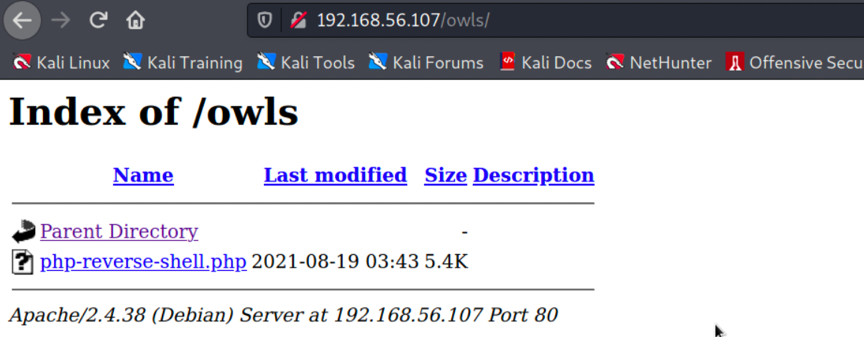 192.168.56.107/owls/
Kali Linux Kali Training Kali Tools Kali Forums Kali Docs NetHunter Offensive Secu
Index of /owls
Name Last modified Size Description
Parent Directory -
php-reverse-shell.php 2021-08-19 03:43 5.4K
Apache/2.4.38 (Debian) Server at 192.168.56.107 Port 80